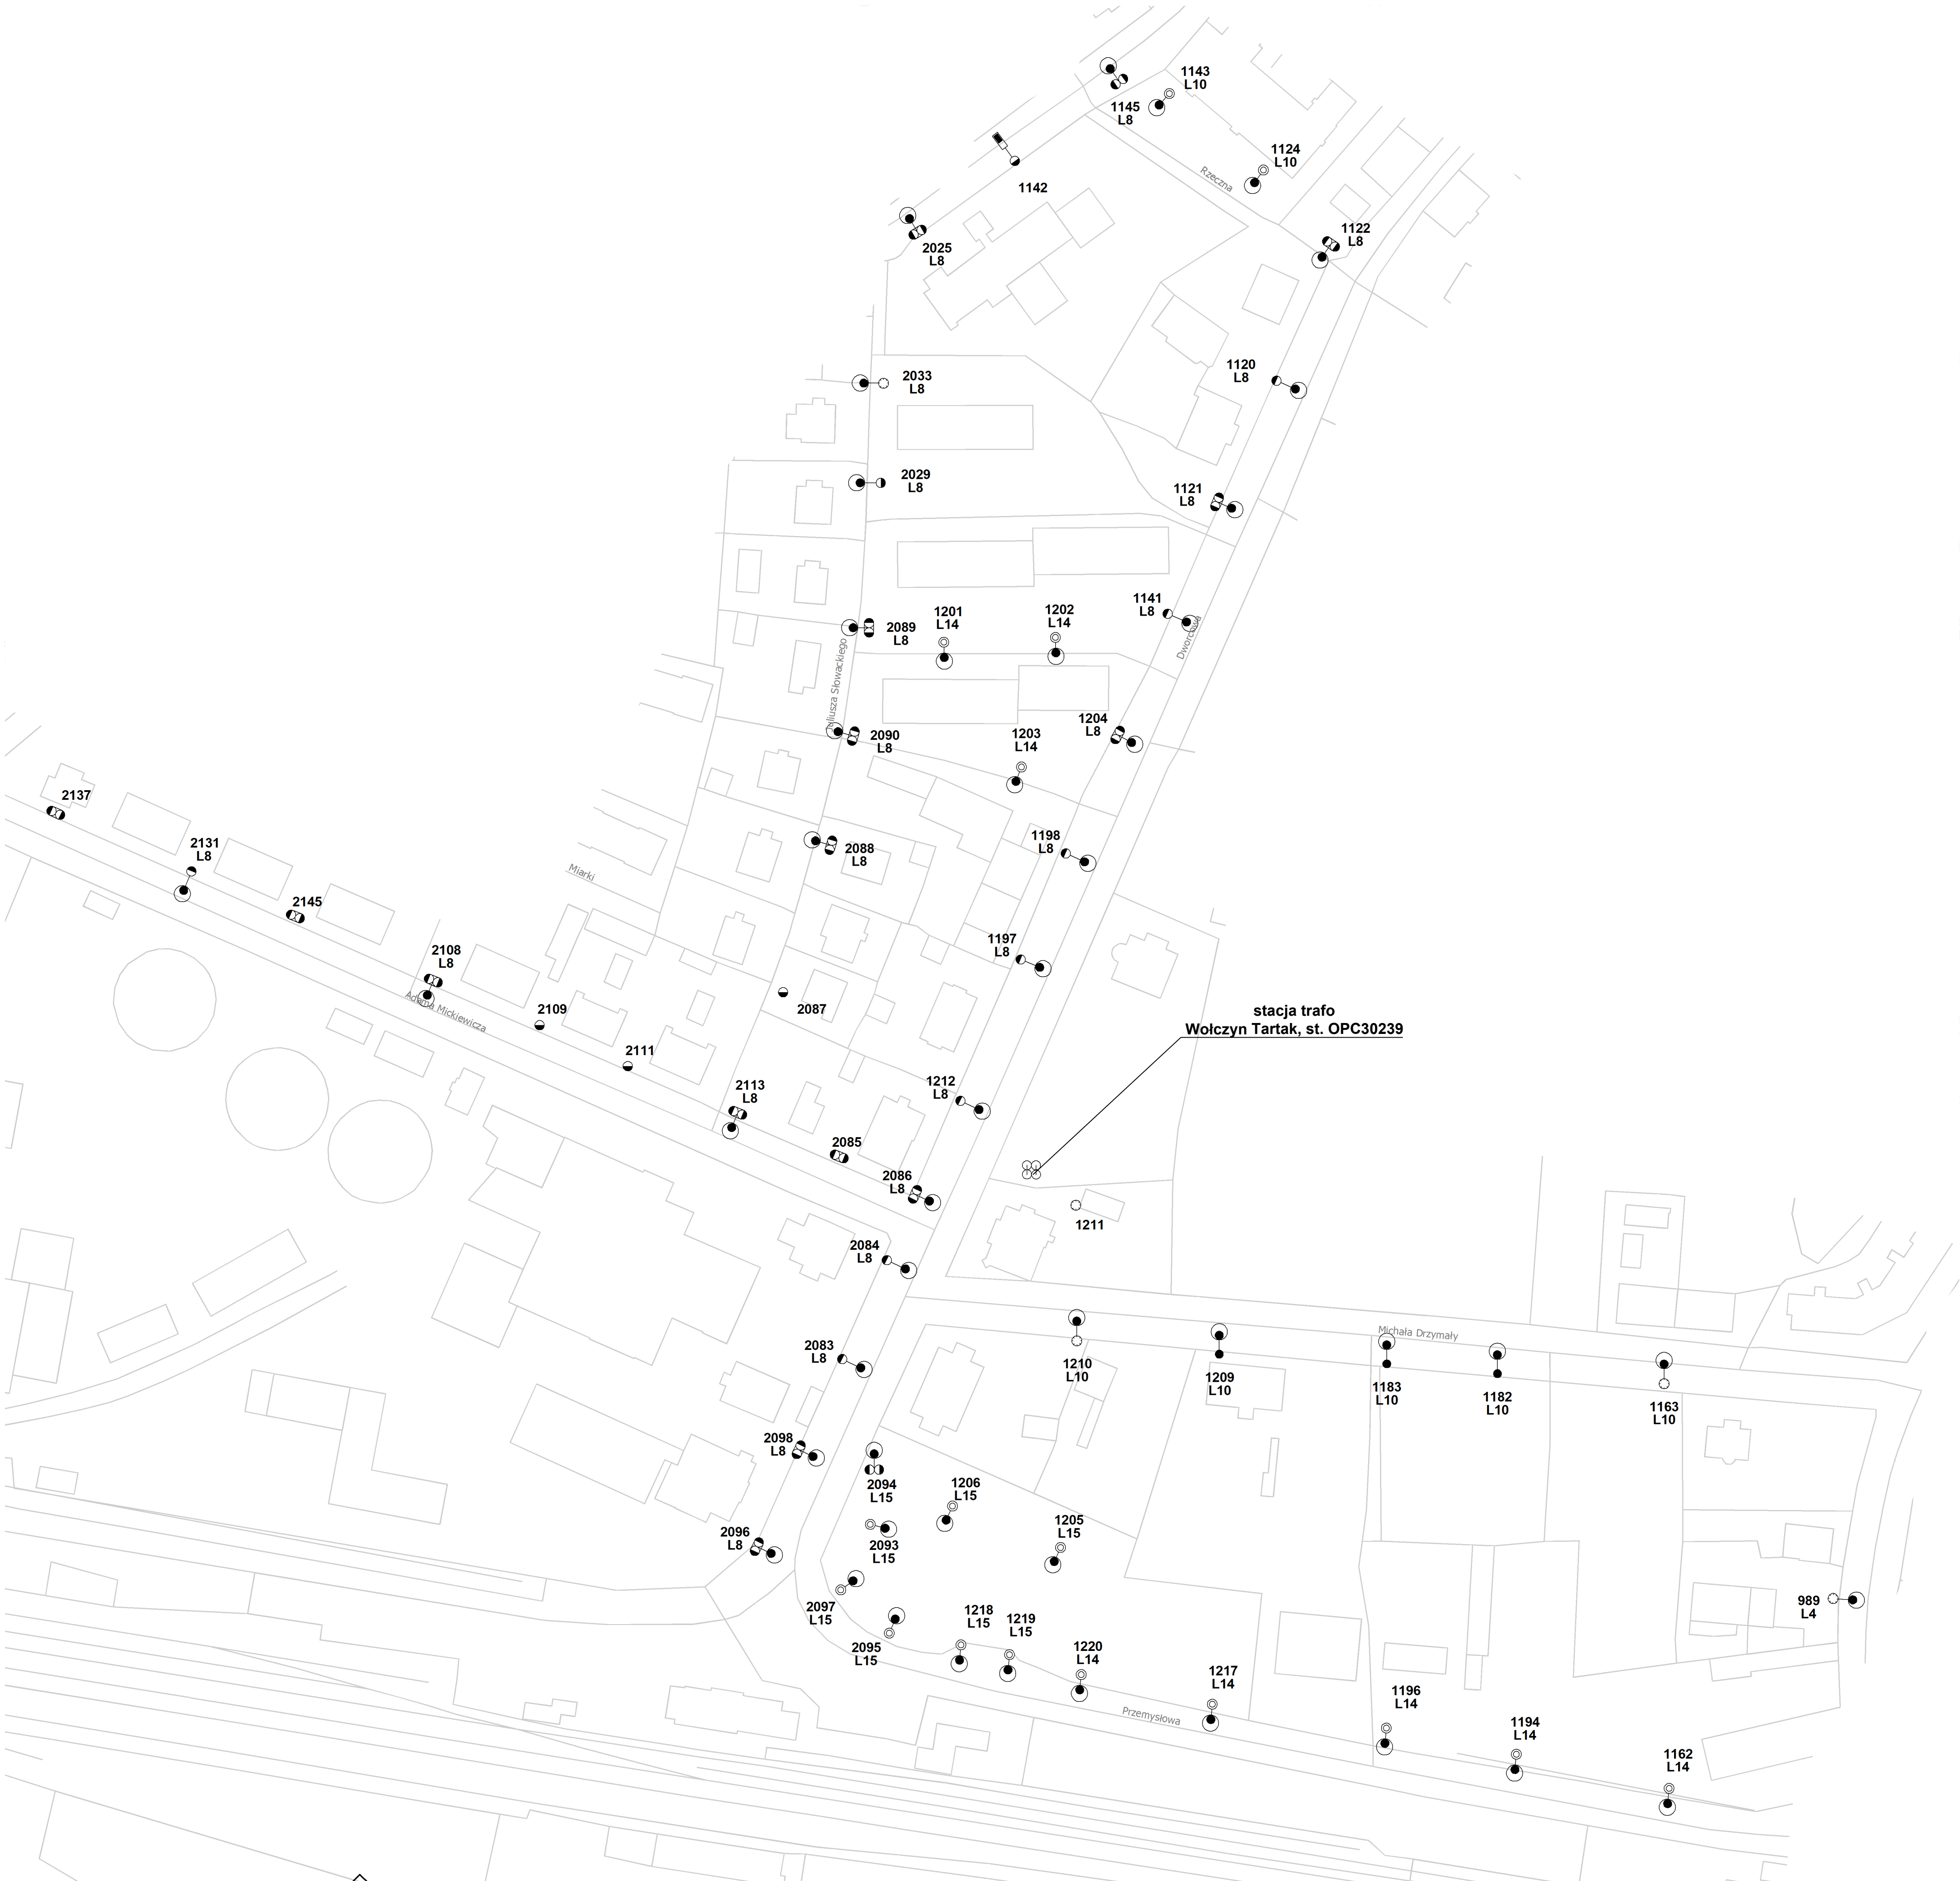 1143
L10
1145
L8
1124
L10
Rzeczna
1142
1122
L8
2025
L8
1120
L8
2033
L8
2029
L8
1121
L8
1141
L8
1201
L14
1202
L14
2089
L8
Dworcowa
Juliusza Słowackiego
1204
L8
1203
L14
2090
L8
2137
1198
L8
2131
L8
2088
L8
Miarki
2145
1197
L8
2108
L8
Adama Mickiewicza
2109
2087
stacja trafo
Wołczyn Tartak, st. OPC30239
2111
1212
L8
2113
L8
2085
2086
L8
1211
2084
L8
Michała Drzymały
2083
L8
1210
L10
1209
L10
1183
L10
1182
L10
1163
L10
2098
L8
2094
L15
1206
L15
1205
L15
2096
L8
2093
L15
989
L4
2097
L15
1218
L15
1219
L15
2095
L15
1220
L14
1217
L14
1196
L14
Przemysłowa
1194
L14
1162
L14